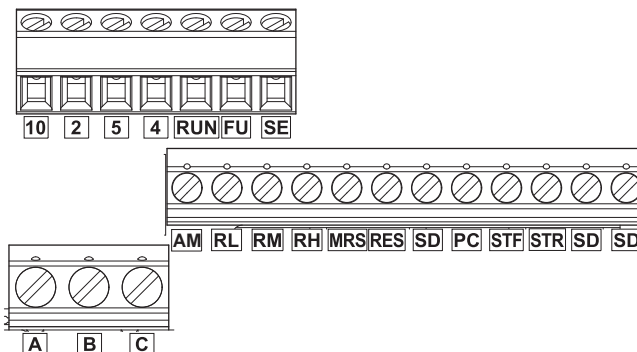 10 2 5 4 RUN FU SE
AM RL RM RH MRS RES SD PC STF STR SD SD
A B C